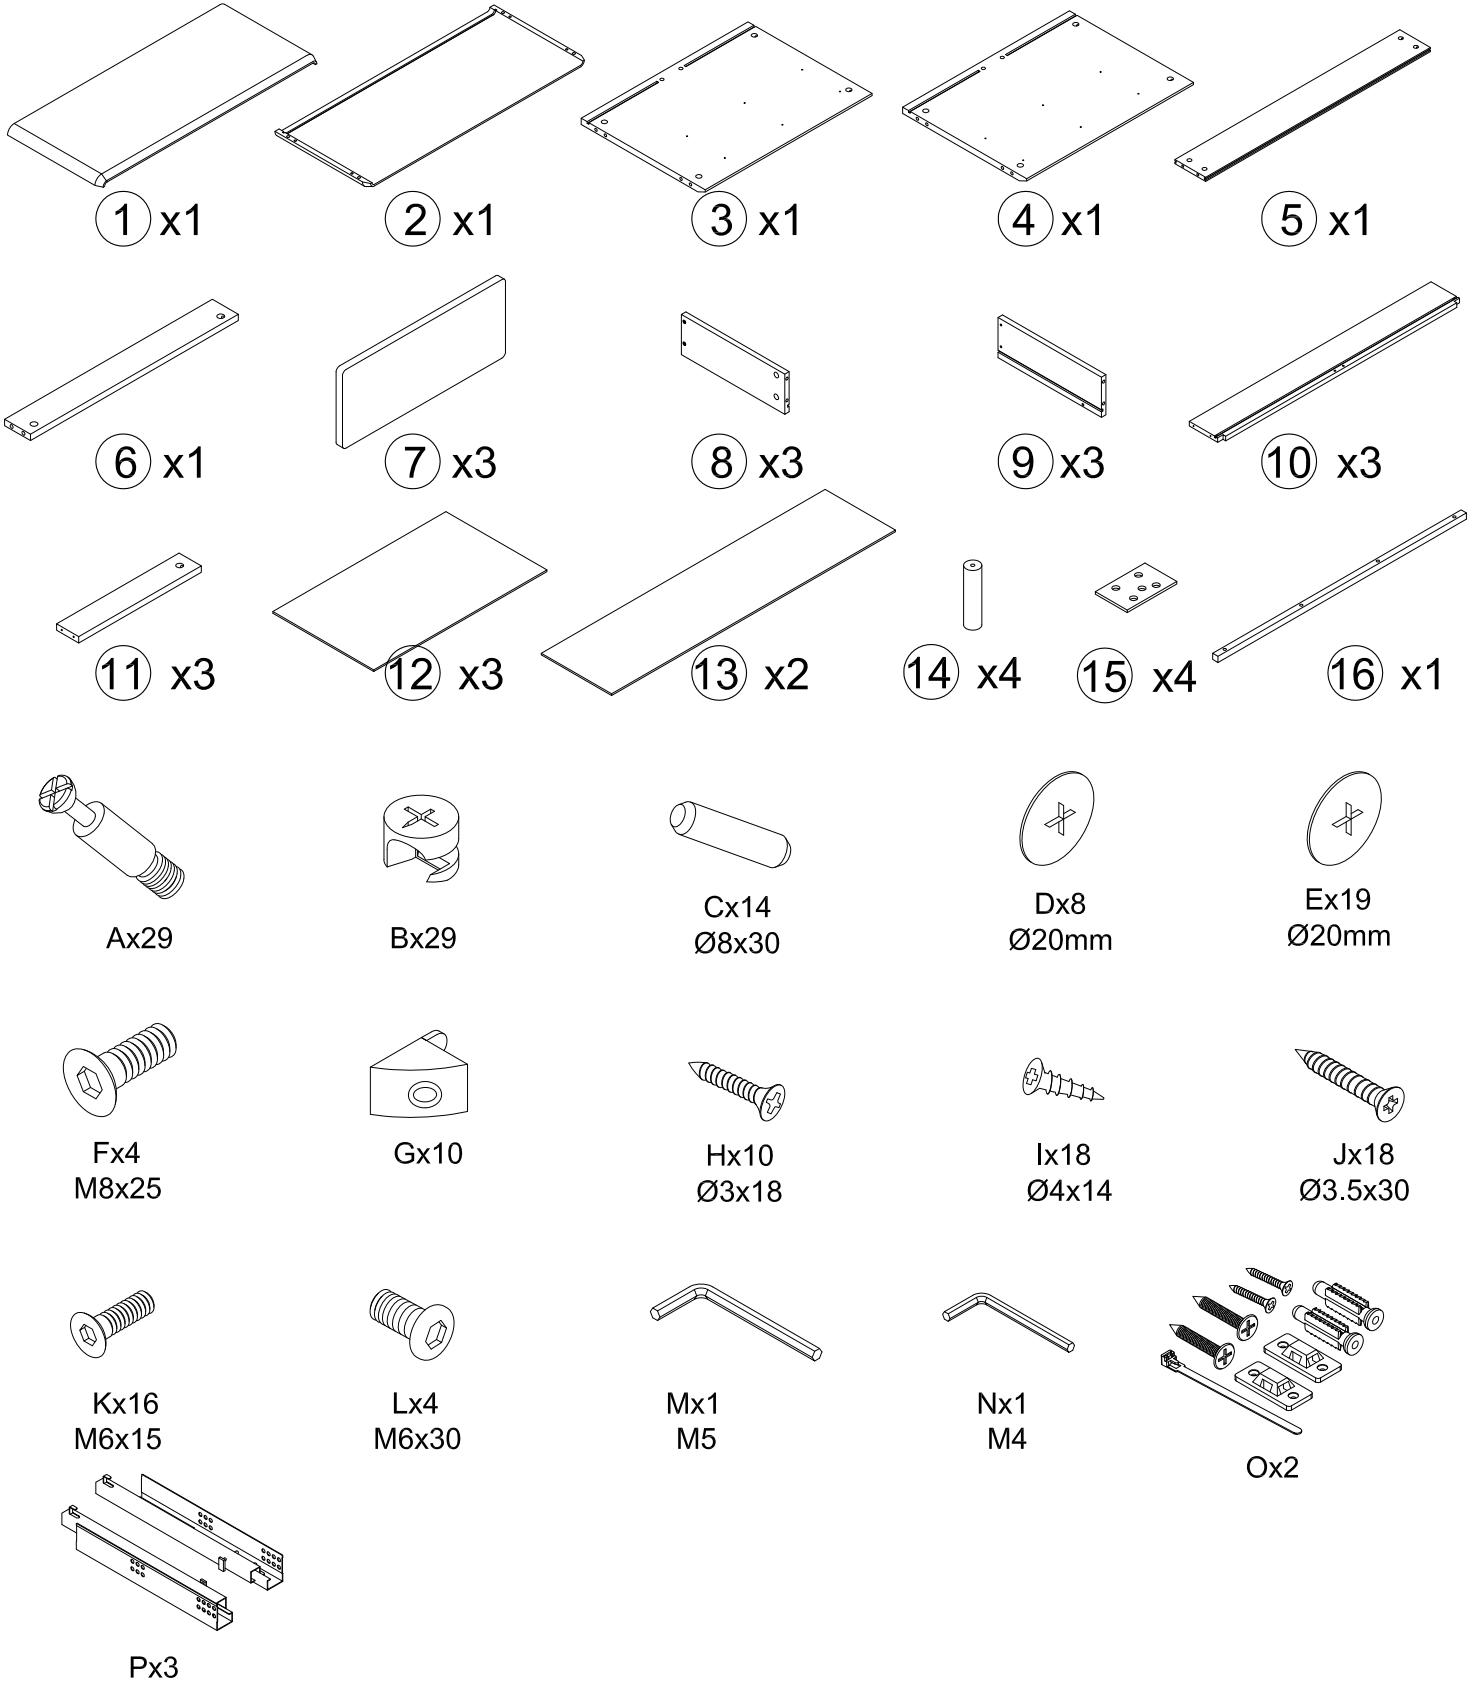 1 x1 2 x1 3 x1 4 x1 5 x1
6 x1 7 x3 8 x3 9 x3 10 x3
11 x3 12 x3 13 x2 14 x4 15 x4 16 x1
Ax29 Bx29 Cx14 Dx8 Ex19
Ø8x30 Ø20mm Ø20mm
Fx4 Gx10 Hx10 Ix18 Jx18
M8x25 Ø3x18 Ø4x14 Ø3.5x30
Kx16 Lx4 Mx1 Nx1
M6x15 M6x30 M5 M4
Ox2
Px3